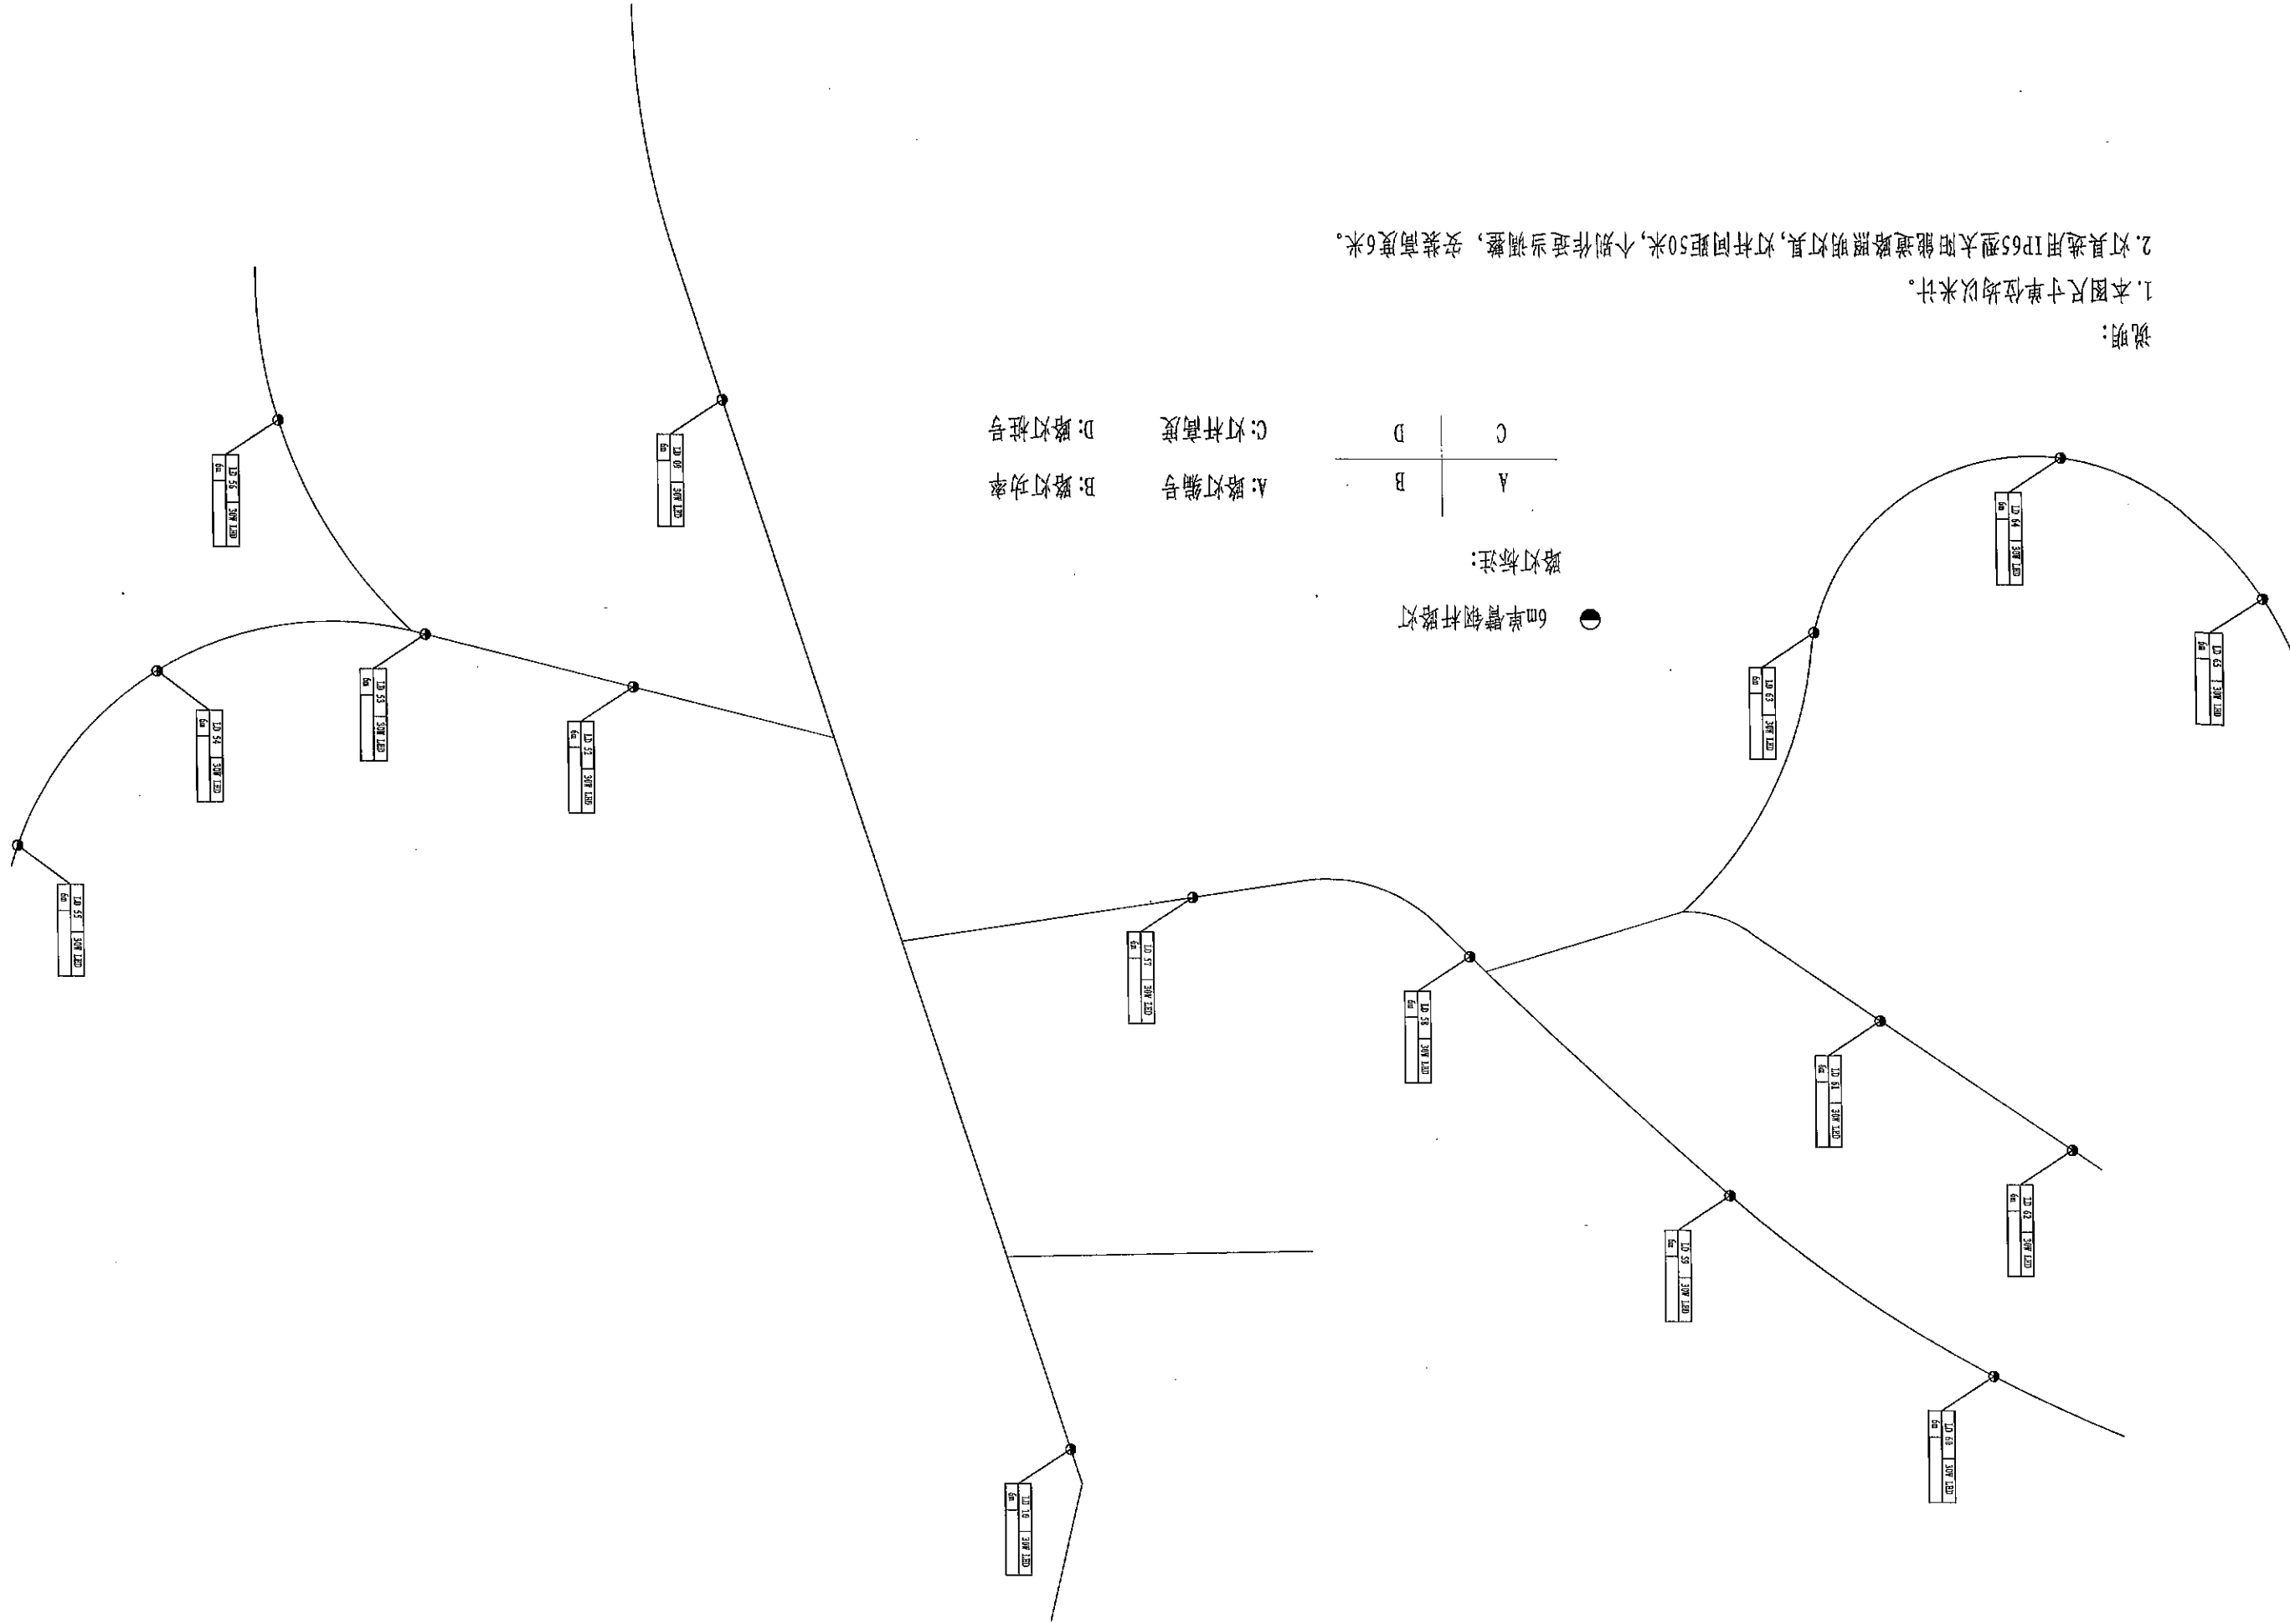 说明:
1.本图尺寸单位均以米计。
2.灯具选用IP65型太阳能道路照明灯具,灯杆间距50米,个别作适当调整，安装高度6米。
6m单臂钢杆路灯
路灯标注:
A B
C D
A:路灯编号 B:路灯功率
C:灯杆高度 D:路灯桩号
LD 56 30W LED
6m
LD 09 30W LED
6m
LD 55 30W LED
6m
LD 54 30W LED
6m
LD 53 30W LED
6m
LD 52 30W LED
6m
LD 57 30W LED
6m
LD 58 30W LED
6m
LD 59 30W LED
6m
LD 60 30W LED
6m
LD 61 30W LED
6m
LD 62 30W LED
6m
LD 63 30W LED
6m
LD 64 30W LED
6m
LD 65 30W LED
6m
LD 10 30W LED
6m